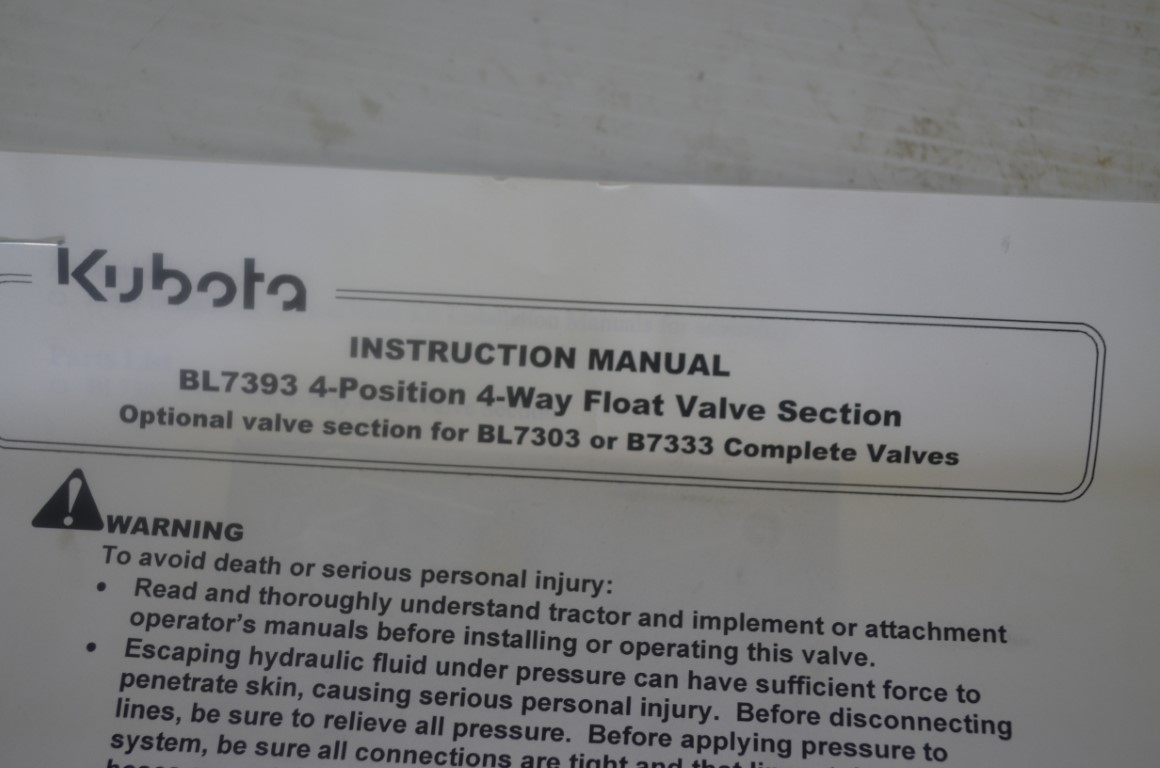 Kubota
INSTRUCTION MANUAL
BL7393 4-Position 4-Way Float Valve Section
Optional valve section for BL7303 or B7333 Complete Valves
WARNING
To avoid death or serious personal injury:
• Read and thoroughly understand tractor and implement or attachment
operator's manuals before installing or operating this valve.
• Escaping hydraulic fluid under pressure can have sufficient force to
penetrate skin, causing serious personal injury. Before disconnecting
lines, be sure to relieve all pressure. Before applying pressure to
system, be sure all connections are tight and that